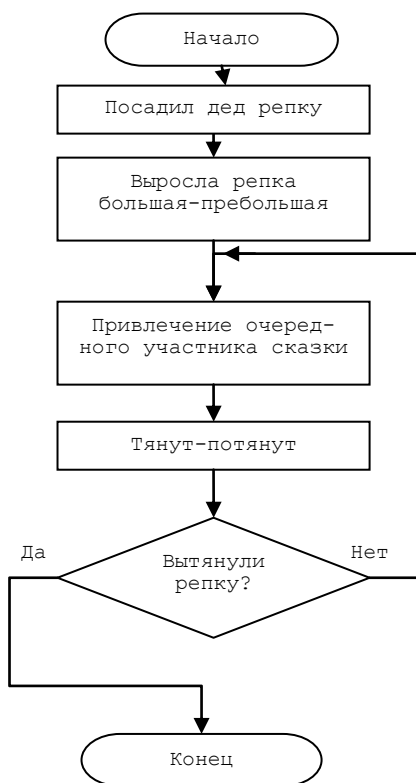 Начало
Посадил дед репку
Выросла репка
большая-пребольшая
Привлечение очеред-
ного участника сказки
Тянут-потянут
Да
Нет
Вытянули
репку?
Конец